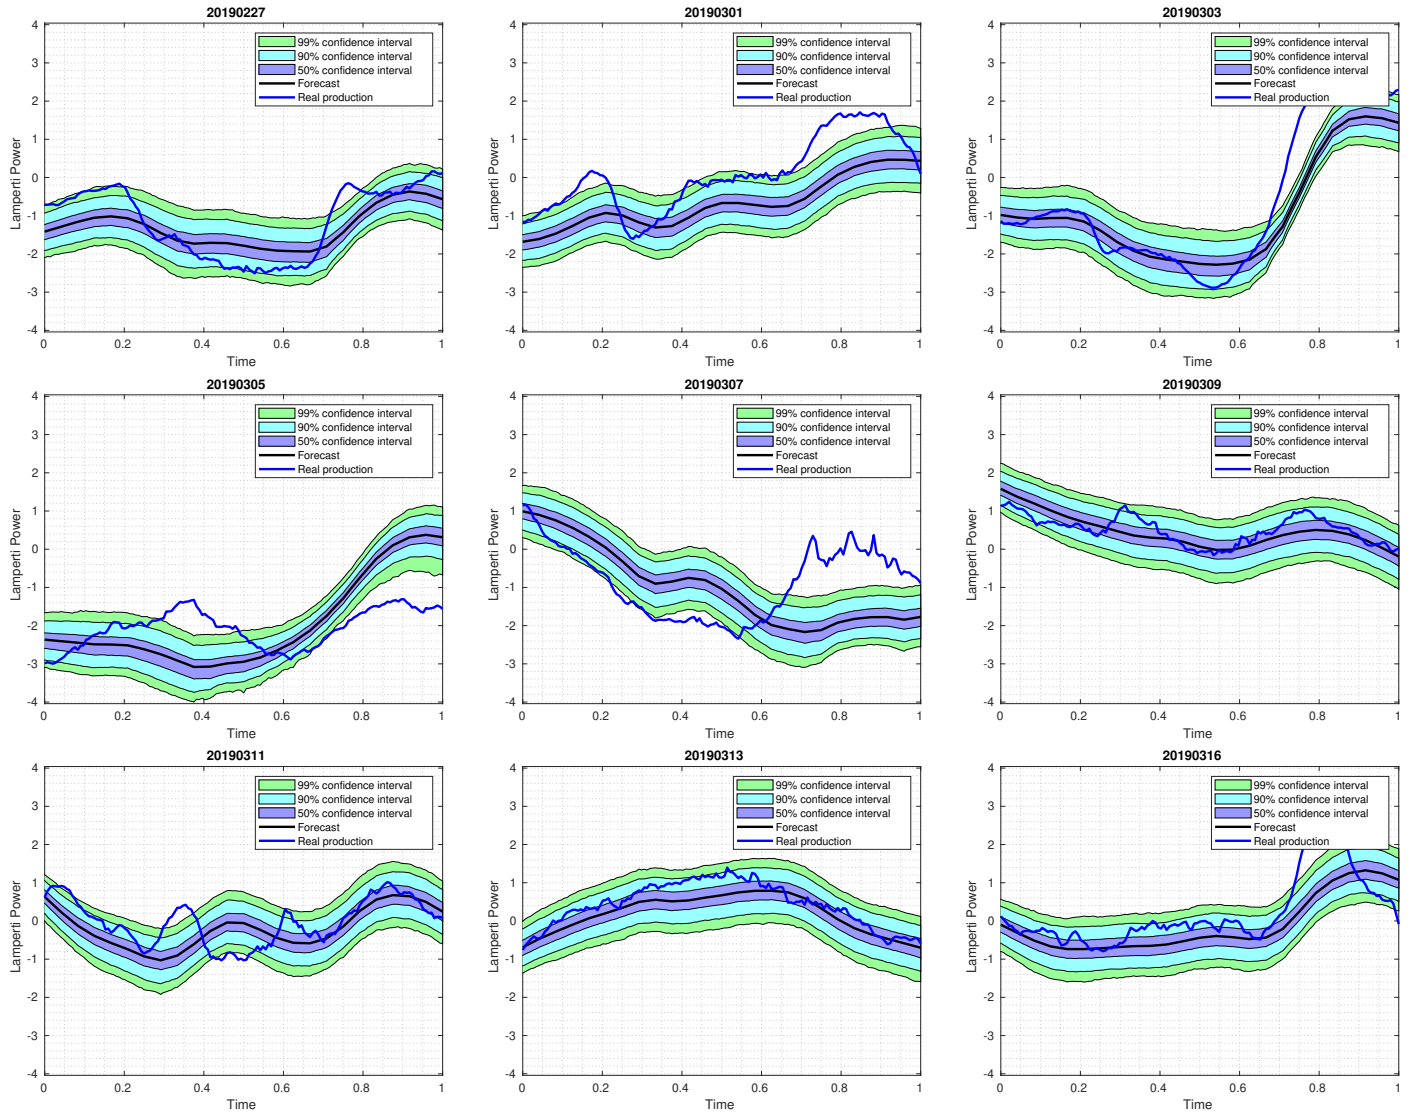 20190227
4
3
2
1
0
-1
-2
-3
-4
Lamperti Power
99% confidence interval
90% confidence interval
50% confidence interval
Forecast
Real production
0
0.2
0.4
0.6
0.8
1
Time
20190301
4
3
2
1
0
-1
-2
-3
-4
Lamperti Power
99% confidence interval
90% confidence interval
50% confidence interval
Forecast
Real production
0
0.2
0.4
0.6
0.8
1
Time
20190303
4
3
2
1
0
-1
-2
-3
-4
Lamperti Power
99% confidence interval
90% confidence interval
50% confidence interval
Forecast
Real production
0
0.2
0.4
0.6
0.8
1
Time
20190305
4
3
2
1
0
-1
-2
-3
-4
Lamperti Power
99% confidence interval
90% confidence interval
50% confidence interval
Forecast
Real production
0
0.2
0.4
0.6
0.8
1
Time
20190307
4
3
2
1
0
-1
-2
-3
-4
Lamperti Power
99% confidence interval
90% confidence interval
50% confidence interval
Forecast
Real production
0
0.2
0.4
0.6
0.8
1
Time
20190309
4
3
2
1
0
-1
-2
-3
-4
Lamperti Power
99% confidence interval
90% confidence interval
50% confidence interval
Forecast
Real production
0
0.2
0.4
0.6
0.8
1
Time
20190311
4
3
2
1
0
-1
-2
-3
-4
Lamperti Power
99% confidence interval
90% confidence interval
50% confidence interval
Forecast
Real production
0
0.2
0.4
0.6
0.8
1
Time
20190313
4
3
2
1
0
-1
-2
-3
-4
Lamperti Power
99% confidence interval
90% confidence interval
50% confidence interval
Forecast
Real production
0
0.2
0.4
0.6
0.8
1
Time
20190316
4
3
2
1
0
-1
-2
-3
-4
Lamperti Power
99% confidence interval
90% confidence interval
50% confidence interval
Forecast
Real production
0
0.2
0.4
0.6
0.8
1
Time